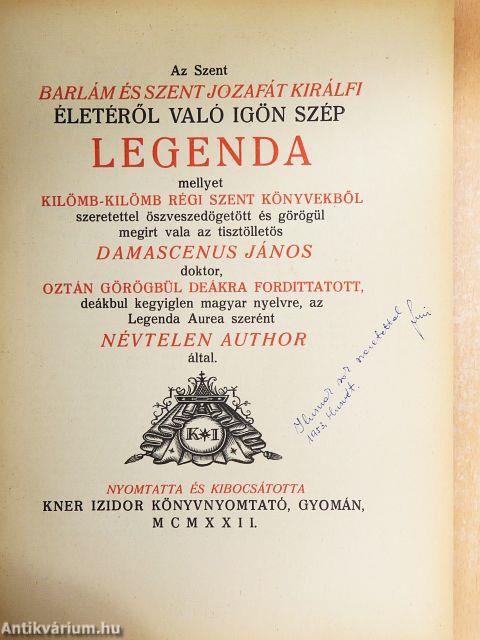 Az Szent
BARLÁM ÉS SZENT JOZAFÁT KIRÁLFI
ÉLETÉRŐL VALÓ IGÖN SZÉP
LEGENDA
mellyet
KILÖMB-KILÖMB RÉGI SZENT KÖNYVEKBŐL
szeretettel öszveszedögetött és görögül
megirt vala az tisztölletös
DAMASCENUS JÁNOS
doktor,
OZTÁN GÖRÖGBÜL DEÁKRA FORDITTATOTT,
deákbul kegyiglen magyar nyelvre, az
Legenda Aurea szerént
NÉVTELEN AUTHOR
által.
szeretettel
1953. Húsvét.
K I
NYOMTATTA ÉS KIBOCSÁTOTTA
KNER IZIDOR KÖNYVNYOMTATÓ, GYOMÁN,
MCMXXII.
Antikvárium.hu